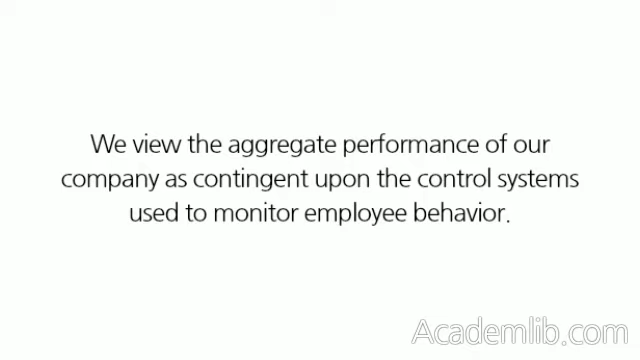 We view the aggregate performance of our
company as contingent upon the control systems
used to monitor employee behavior.
Academlib.com